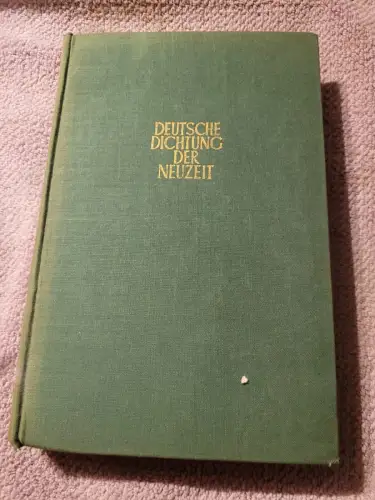 DEUTSCHE
DICHTUNG
DER
NEUZEIT